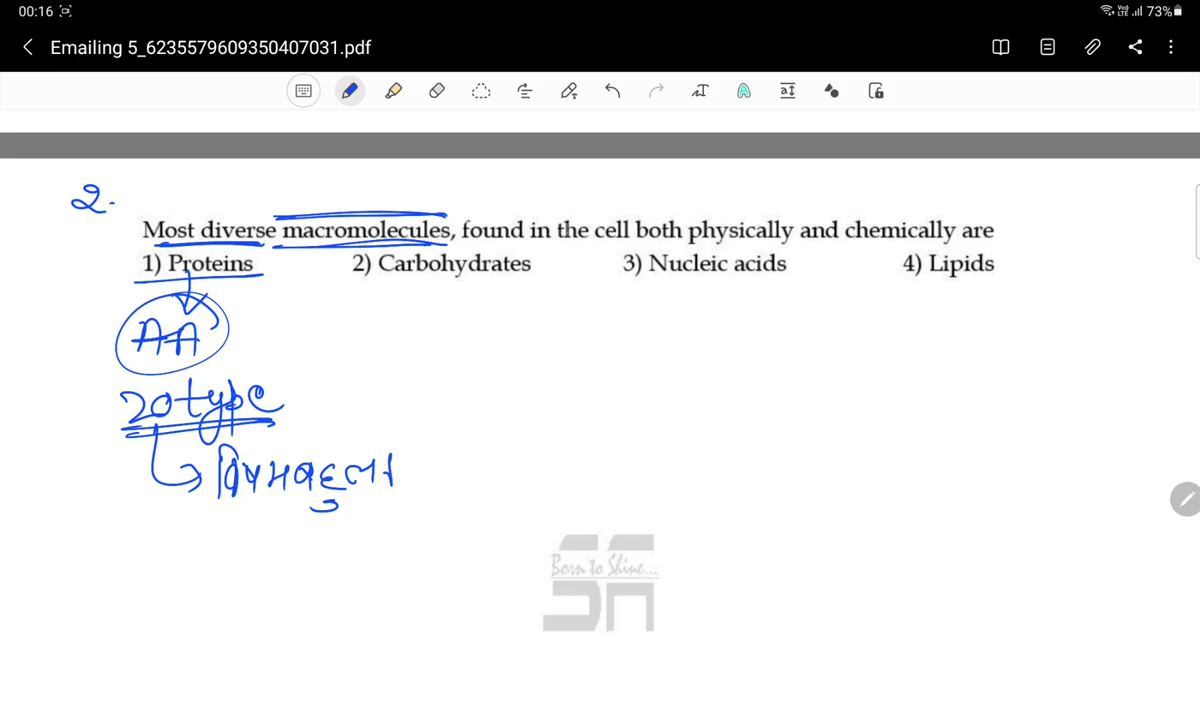 00:16 73%
Emailing 5_6235579609350407031.pdf
2.
Most diverse macromolecules, found in the cell both physically and chemically are
1) Proteins 2) Carbohydrates 3) Nucleic acids 4) Lipids
AA
20 type
Born to Shine...